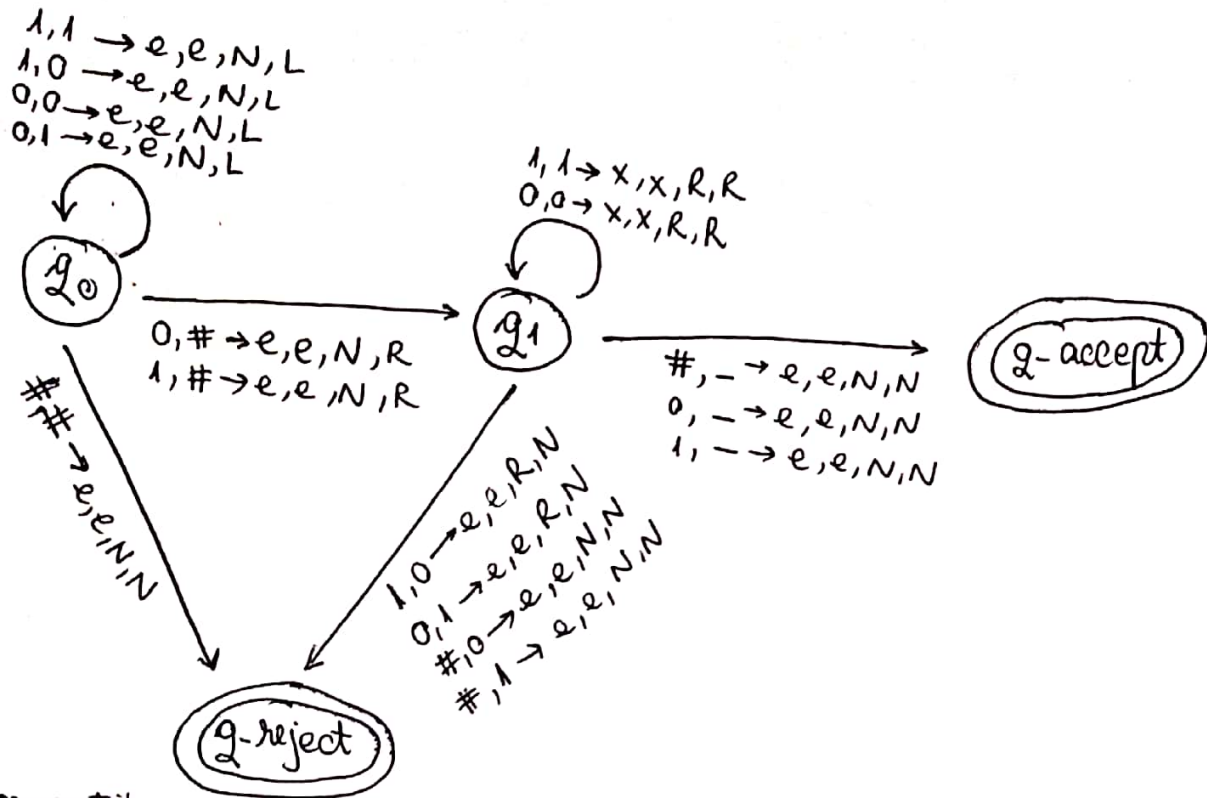 1,1 → e,e,N,L
1,0 → e,e,N,L
0,0 → e,e,N,L
0,1 → e,e,N,L
1,1 → x,x,R,R
0,0 → x,x,R,R
q0
q1
q-accept
0,# → e,e,N,R
1,# → e,e,N,R
#,_ → e,e,N,N
0,_ → e,e,N,N
1,_ → e,e,N,N
#,# → e,e,N,N
1,0 → e,e,R,N
0,1 → e,e,R,N
#,0 → e,e,N,N
#,1 → e,e,N,N
q-reject